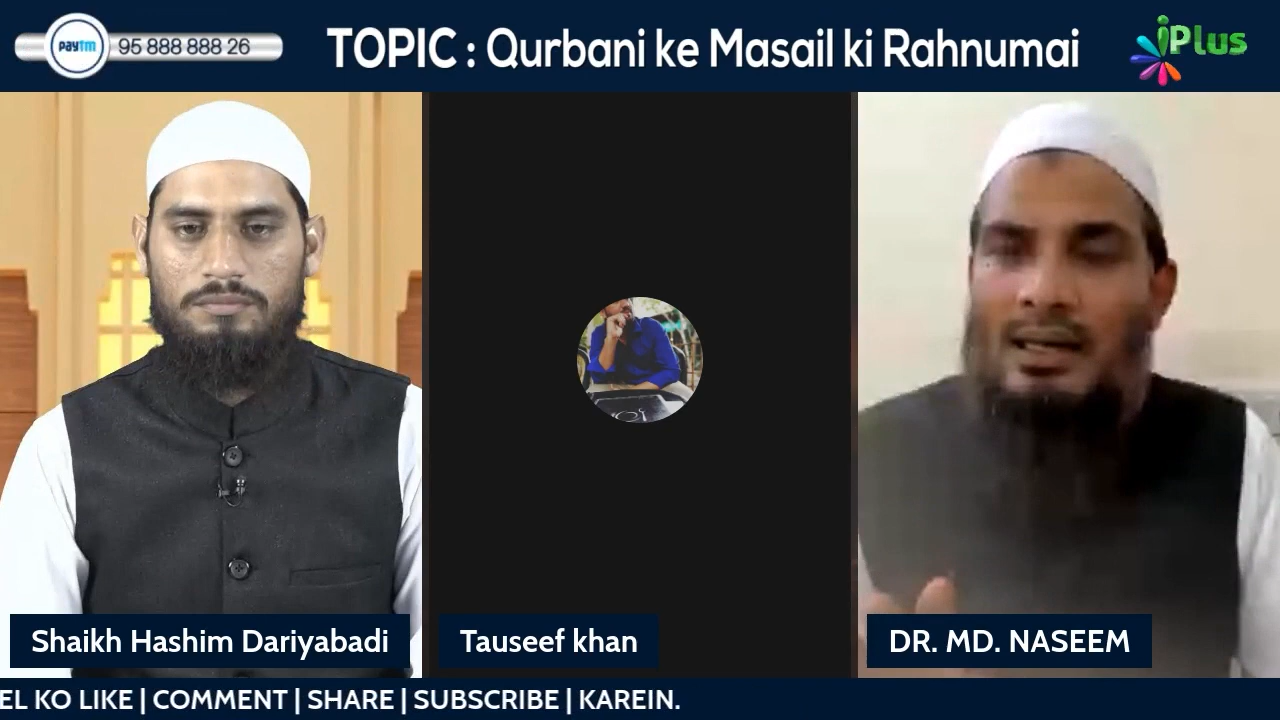 paytm 95 888 888 26
TOPIC : Qurbani ke Masail ki Rahnumai
iPlus
Shaikh Hashim Dariyabadi
Tauseef khan
DR. MD. NASEEM
EL KO LIKE | COMMENT | SHARE | SUBSCRIBE | KAREIN.